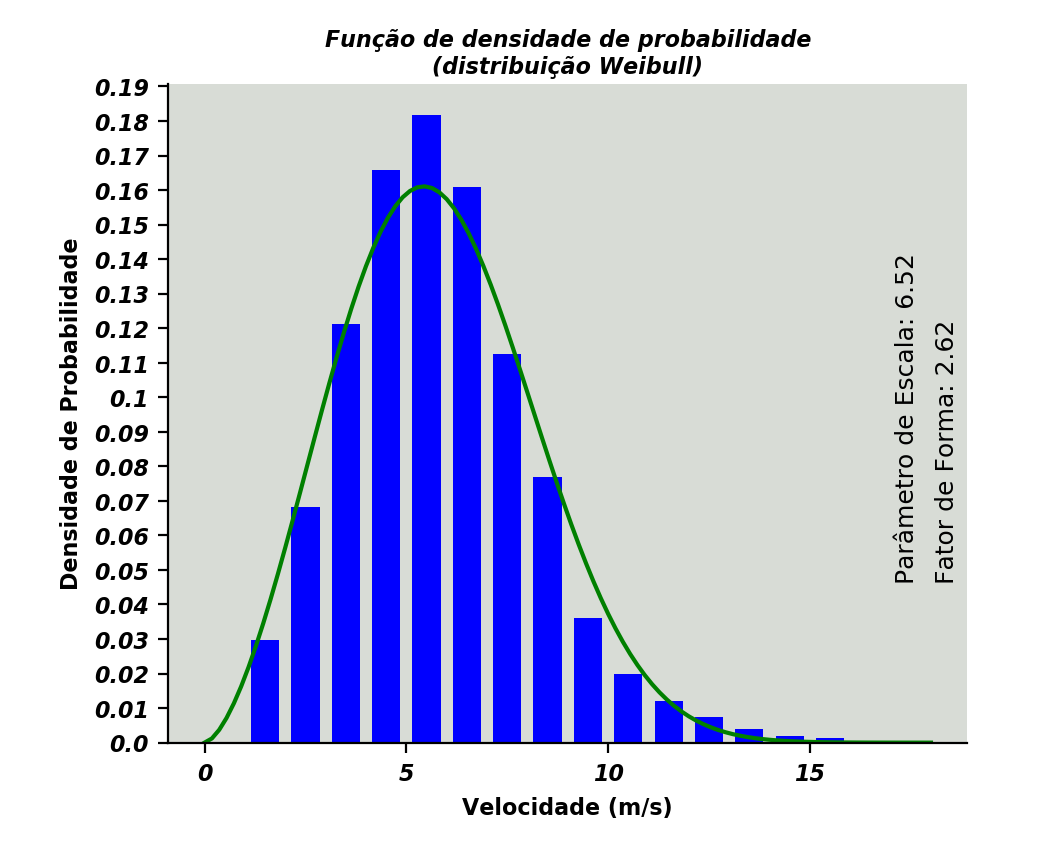 Função de densidade de probabilidade
(distribuição Weibull)
0.19
0.18
0.17
0.16
0.15
0.14
0.13
0.12
0.11
0.1
0.09
0.08
0.07
0.06
0.05
0.04
0.03
0.02
0.01
0.0
Densidade de Probabilidade
Parâmetro de Escala: 6.52
Fator de Forma: 2.62
0 5 10 15
Velocidade (m/s)